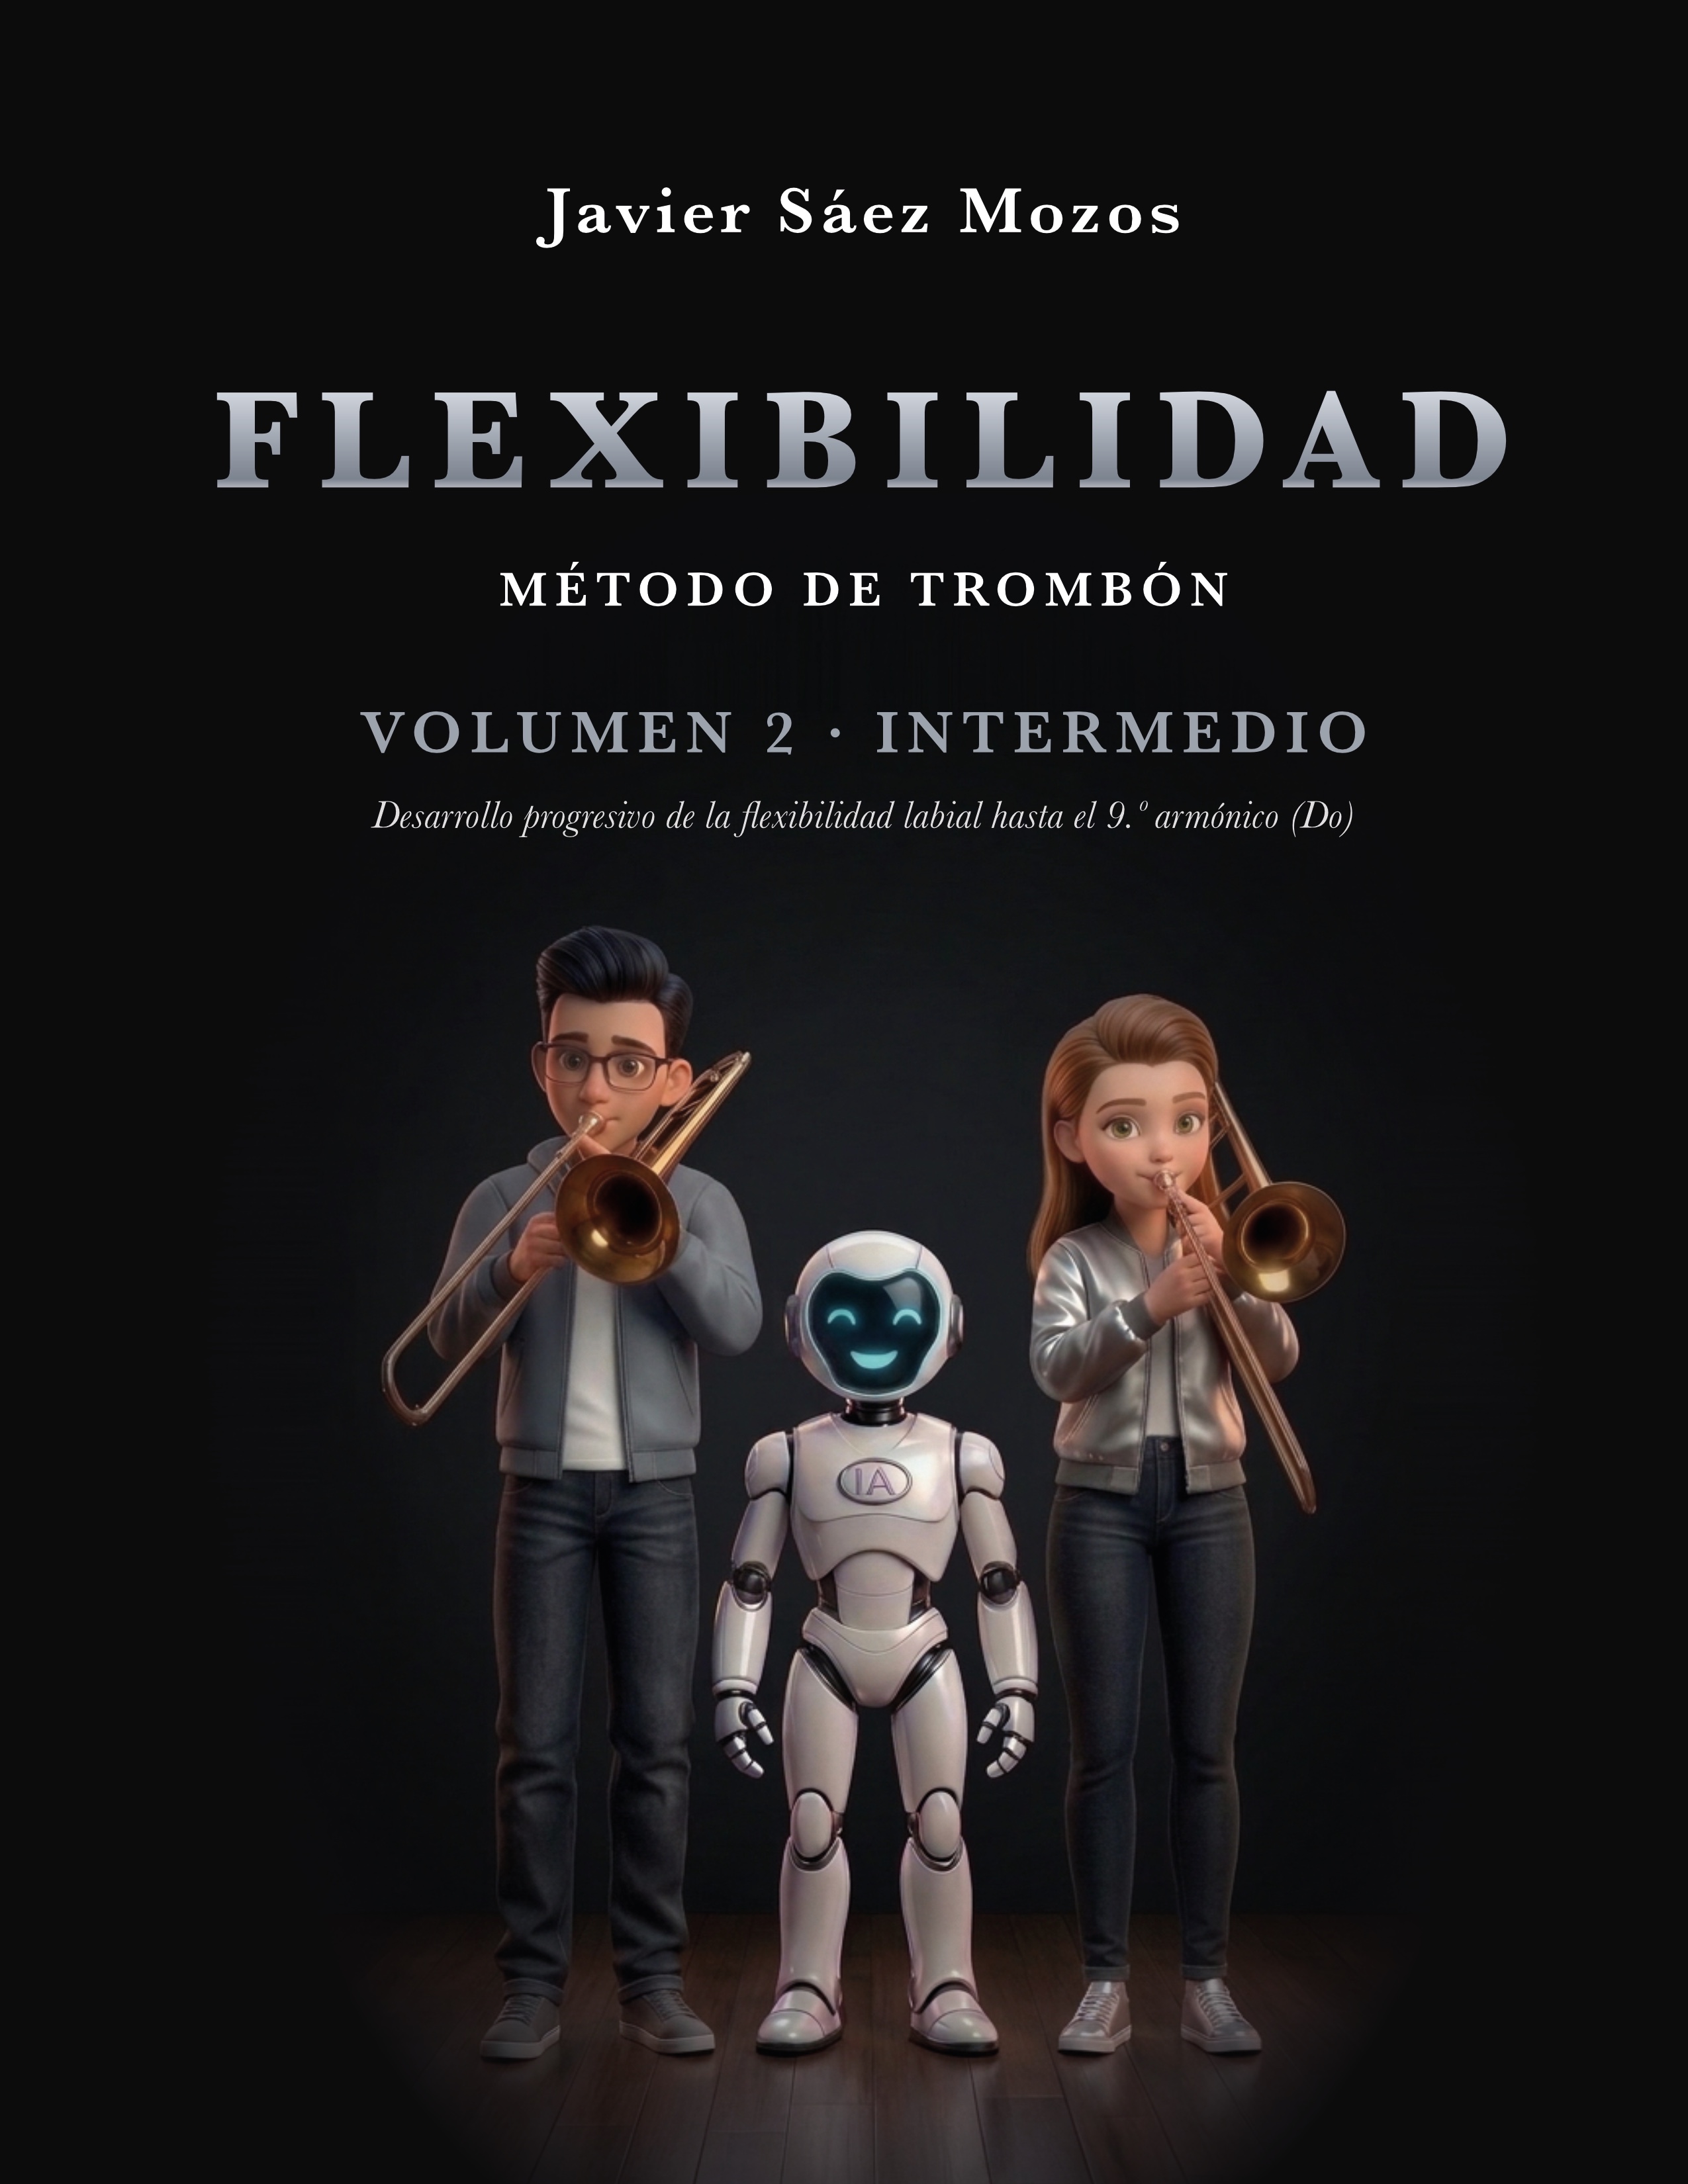 Javier Sáez Mozos
FLEXIBILIDAD
MÉTODO DE TROMBÓN
VOLUMEN 2 · INTERMEDIO
Desarrollo progresivo de la flexibilidad labial hasta el 9.º armónico (Do)
IA